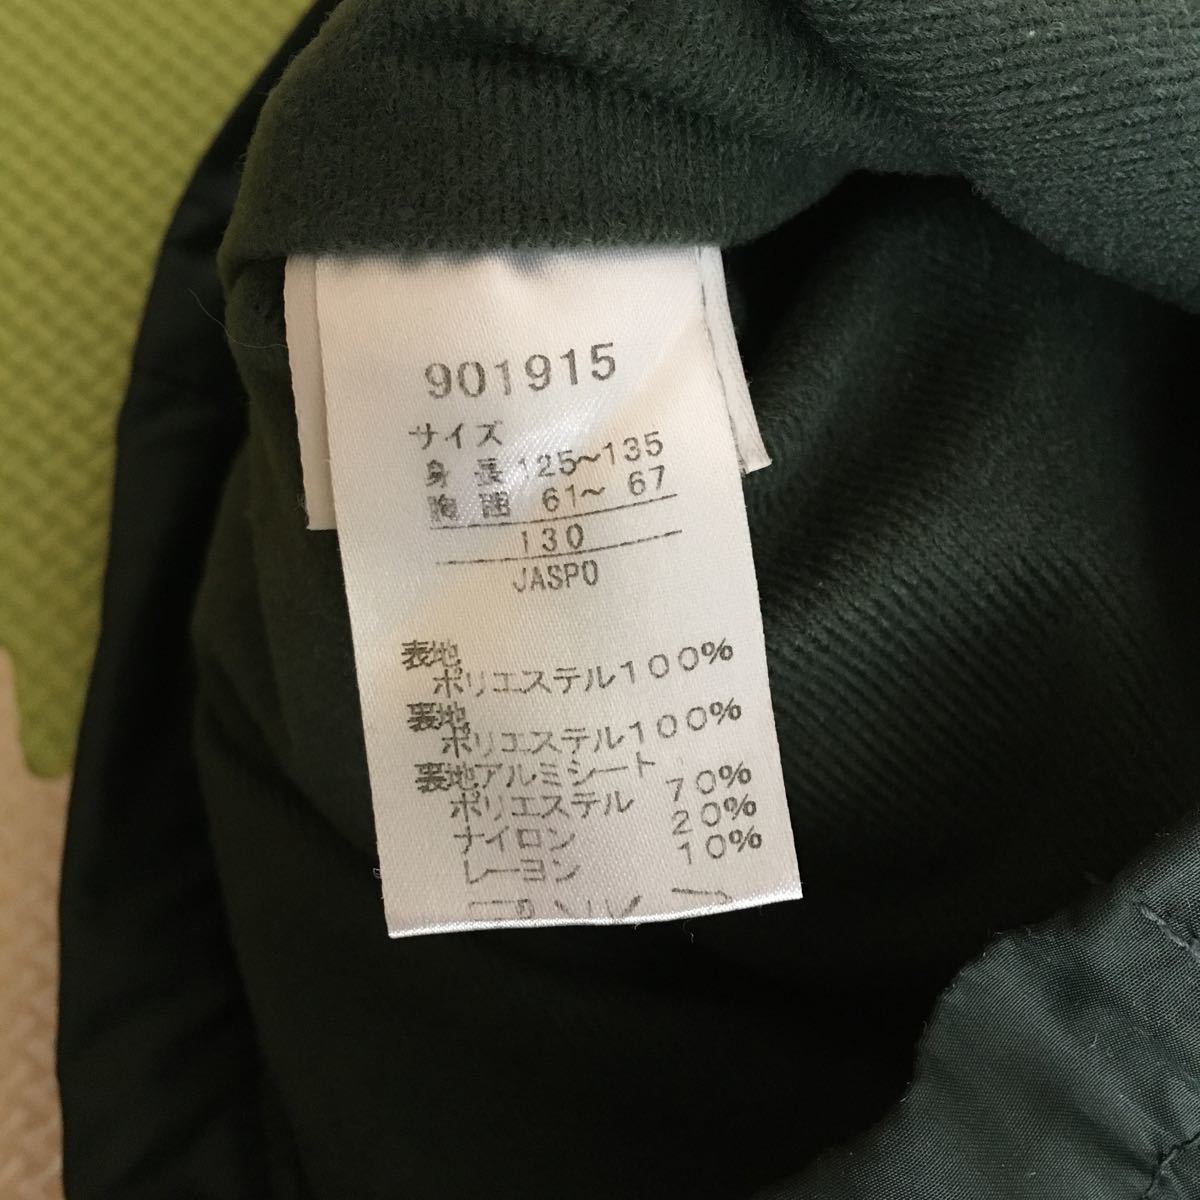 901915
サイズ
身長 125~135
胸囲 61~ 67
130
JASPO
表地
ポリエステル100%
裏地
ポリエステル100%
裏地アルミシート
ポリエステル 70%
ナイロン 20%
レーヨン 10%